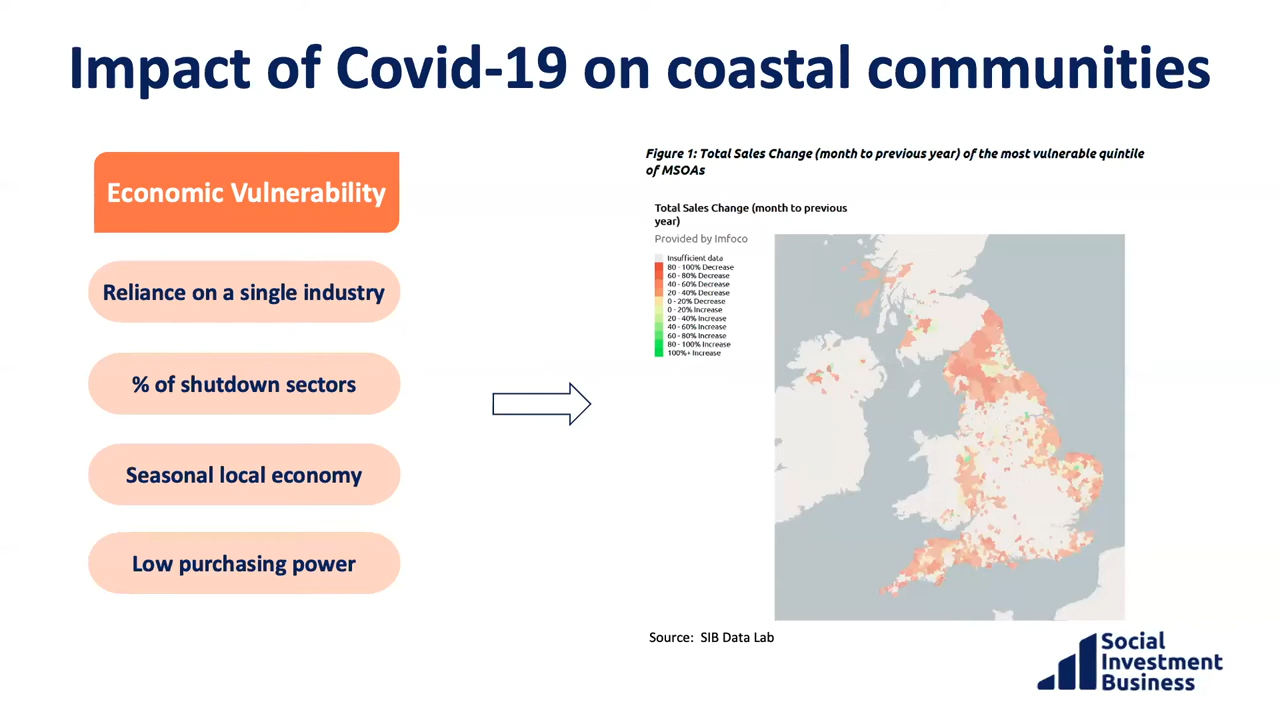 Impact of Covid-19 on coastal communities
Economic Vulnerability
Reliance on a single industry
% of shutdown sectors
Seasonal local economy
Low purchasing power
Figure 1: Total Sales Change (month to previous year) of the most vulnerable quintile
of MSOAs
Total Sales Change (month to previous
year)
Provided by Imfoco
Insufficient data
80 - 100% Decrease
60 - 80% Decrease
40 - 60% Decrease
20 - 40% Decrease
0 - 20% Decrease
0 - 20% Increase
20 - 40% Increase
40 - 60% Increase
60 - 80% Increase
80 - 100% Increase
100%+ Increase
Source: SIB Data Lab
Social
Investment
Business